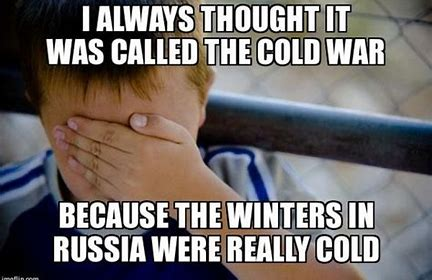 I ALWAYS THOUGHT IT
WAS CALLED THE COLD WAR
BECAUSE THE WINTERS IN
RUSSIA WERE REALLY COLD
imgflip.com